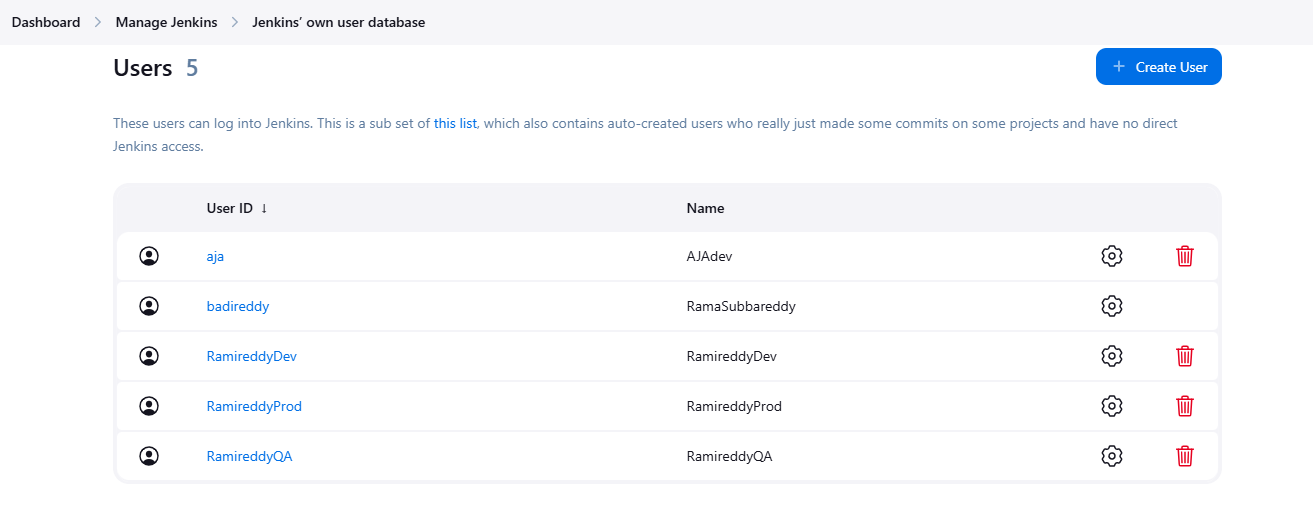 Dashboard > Manage Jenkins > Jenkins’ own user database
Users 5
+ Create User
These users can log into Jenkins. This is a sub set of this list, which also contains auto-created users who really just made some commits on some projects and have no direct
Jenkins access.
User ID ↓ Name
aja AJAdev
badireddy RamaSubbareddy
RamireddyDev RamireddyDev
RamireddyProd RamireddyProd
RamireddyQA RamireddyQA